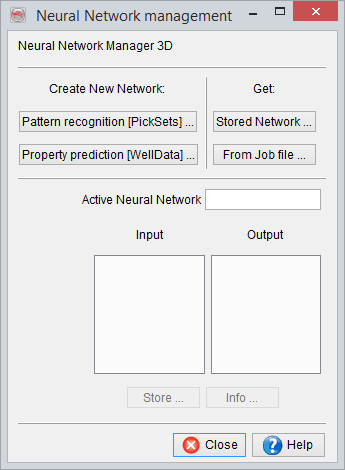 Neural Network management
Neural Network Manager 3D
Create New Network:
Get:
Pattern recognition [PickSets] ...
Stored Network ...
Property prediction [WellData] ...
From Job file ...
Active Neural Network
Input
Output
Store ...
Info ...
Close
Help